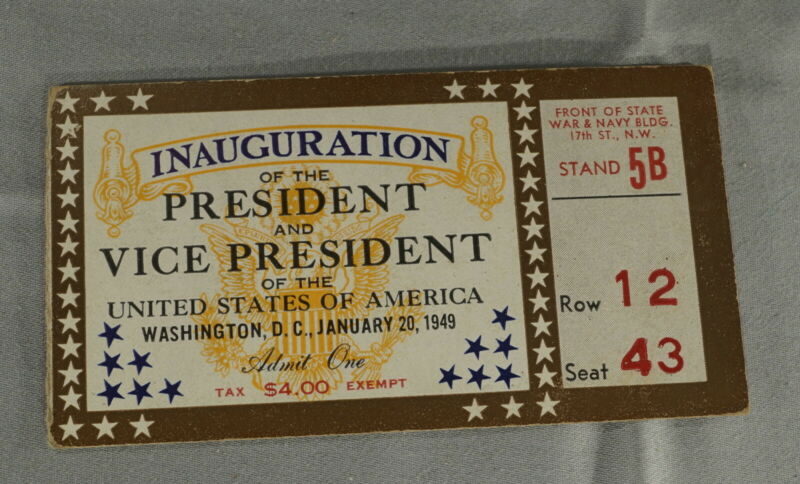 INAUGURATION
OF THE
PRESIDENT
AND
VICE PRESIDENT
OF THE
UNITED STATES OF AMERICA
WASHINGTON, D.C. JANUARY 20, 1949
Admit One
TAX $4.00 EXEMPT
FRONT OF STATE
WAR & NAVY BLDG.
17th ST., N.W.
STAND 5B
Row 12
Seat 43